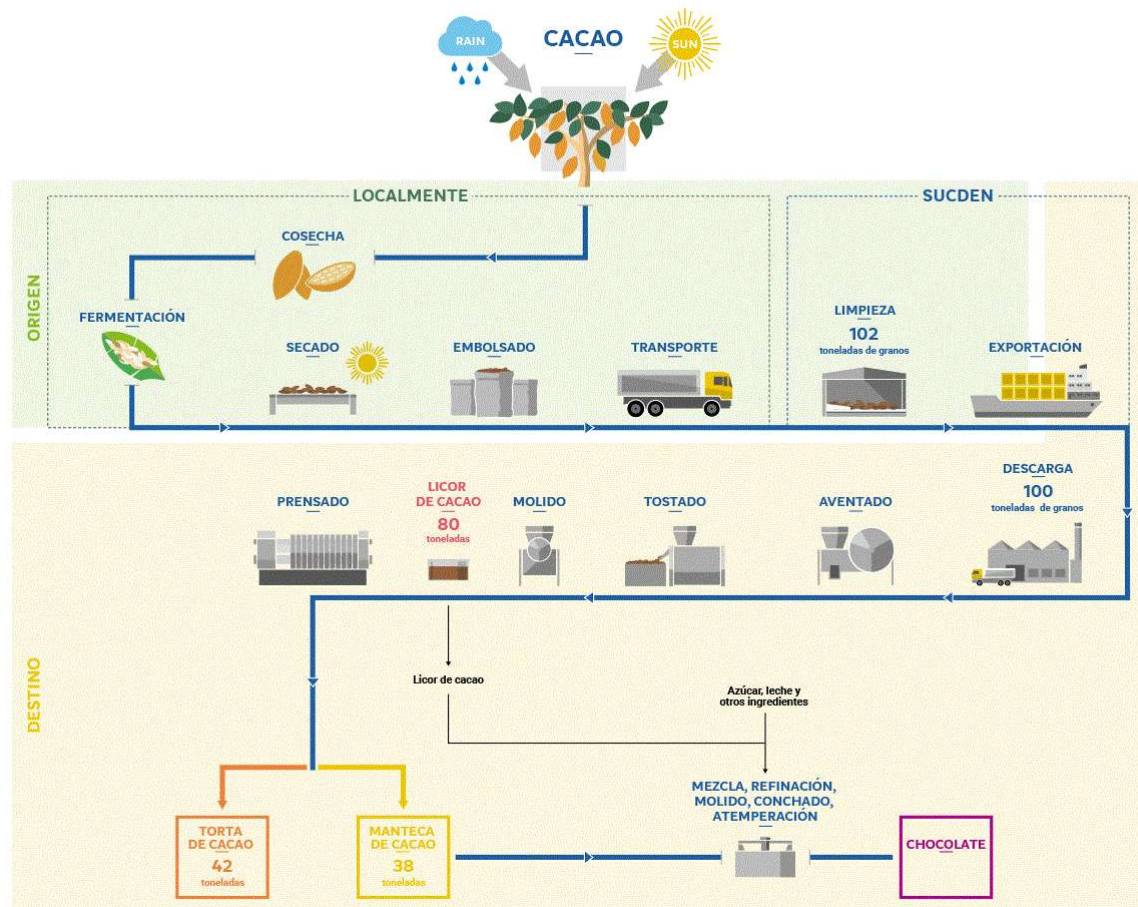 RAIN
CACAO
SUN
LOCALMENTE
SUCDEN
ORIGEN
COSECHA
FERMENTACIÓN
SECADO
EMBOLSADO
TRANSPORTE
LIMPIEZA
102
toneladas de granos
EXPORTACIÓN
DESTINO
DESCARGA
100
toneladas de granos
AVENTADO
TOSTADO
MOLIDO
LICOR
DE CACAO
80
toneladas
PRENSADO
Licor de cacao
Azúcar, leche y
otros ingredientes
MEZCLA, REFINACIÓN,
MOLIDO, CONCHADO,
ATEMPERACIÓN
TORTA
DE CACAO
42
toneladas
MANTECA
DE CACAO
38
toneladas
CHOCOLATE